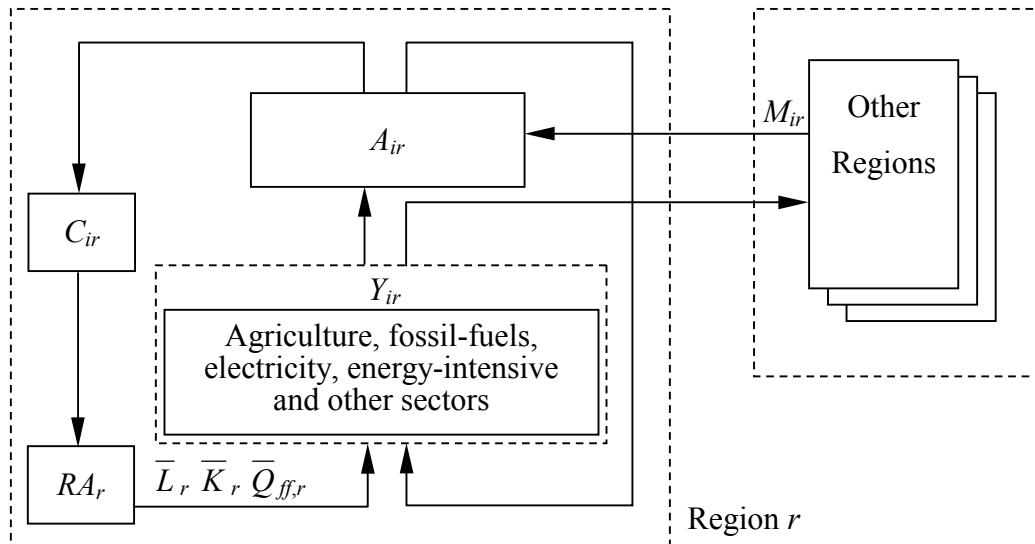 A_ir
M_ir
Other
Regions
C_ir
Y_ir
Agriculture, fossil-fuels,
electricity, energy-intensive
and other sectors
RA_r
L̅_r K̅_r Q̅_ff,r
Region r